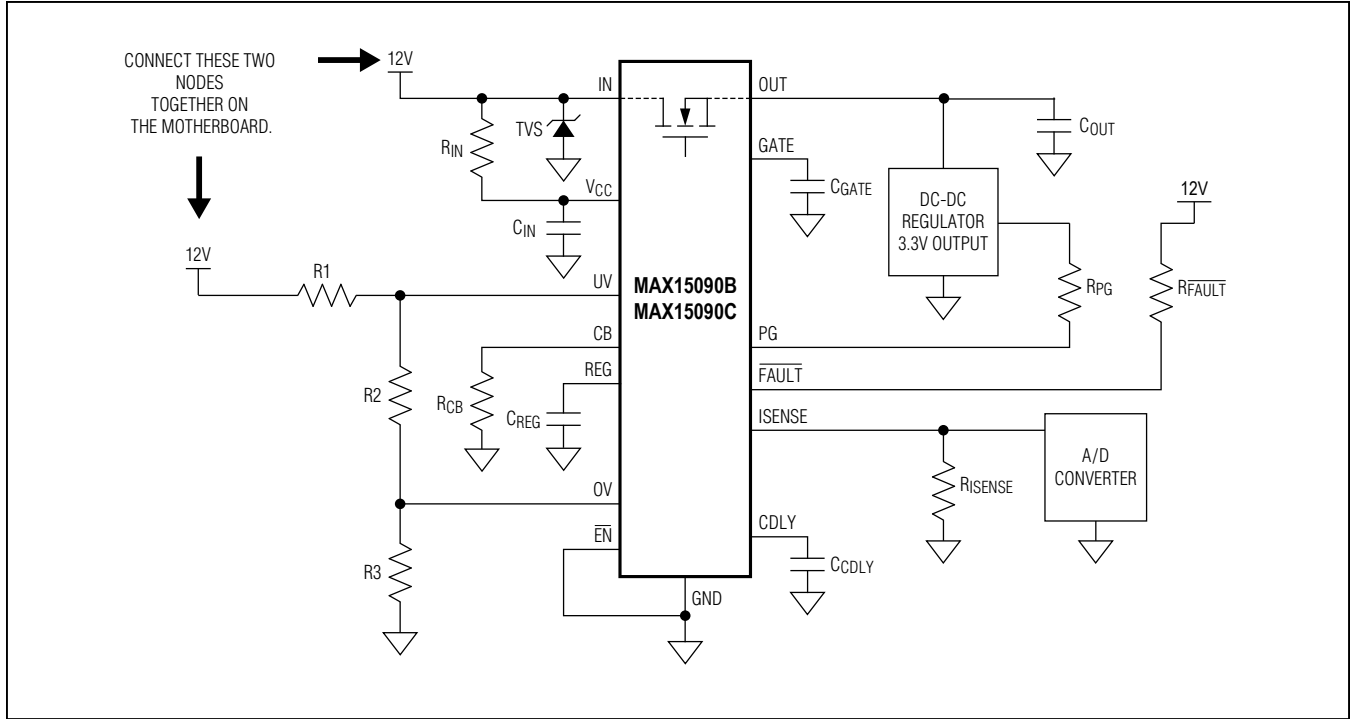 CONNECT THESE TWO
NODES
TOGETHER ON
THE MOTHERBOARD.
12V
IN
OUT
TVS
RIN
COUT
GATE
CGATE
VCC
CIN
DC-DC
REGULATOR
3.3V OUTPUT
12V
12V
R1
UV
MAX15090B
MAX15090C
RPG
RFAULT
CB
PG
REG
FAULT
R2
RCB
CREG
ISENSE
A/D
CONVERTER
RISENSE
OV
CDLY
EN
CCDLY
R3
GND